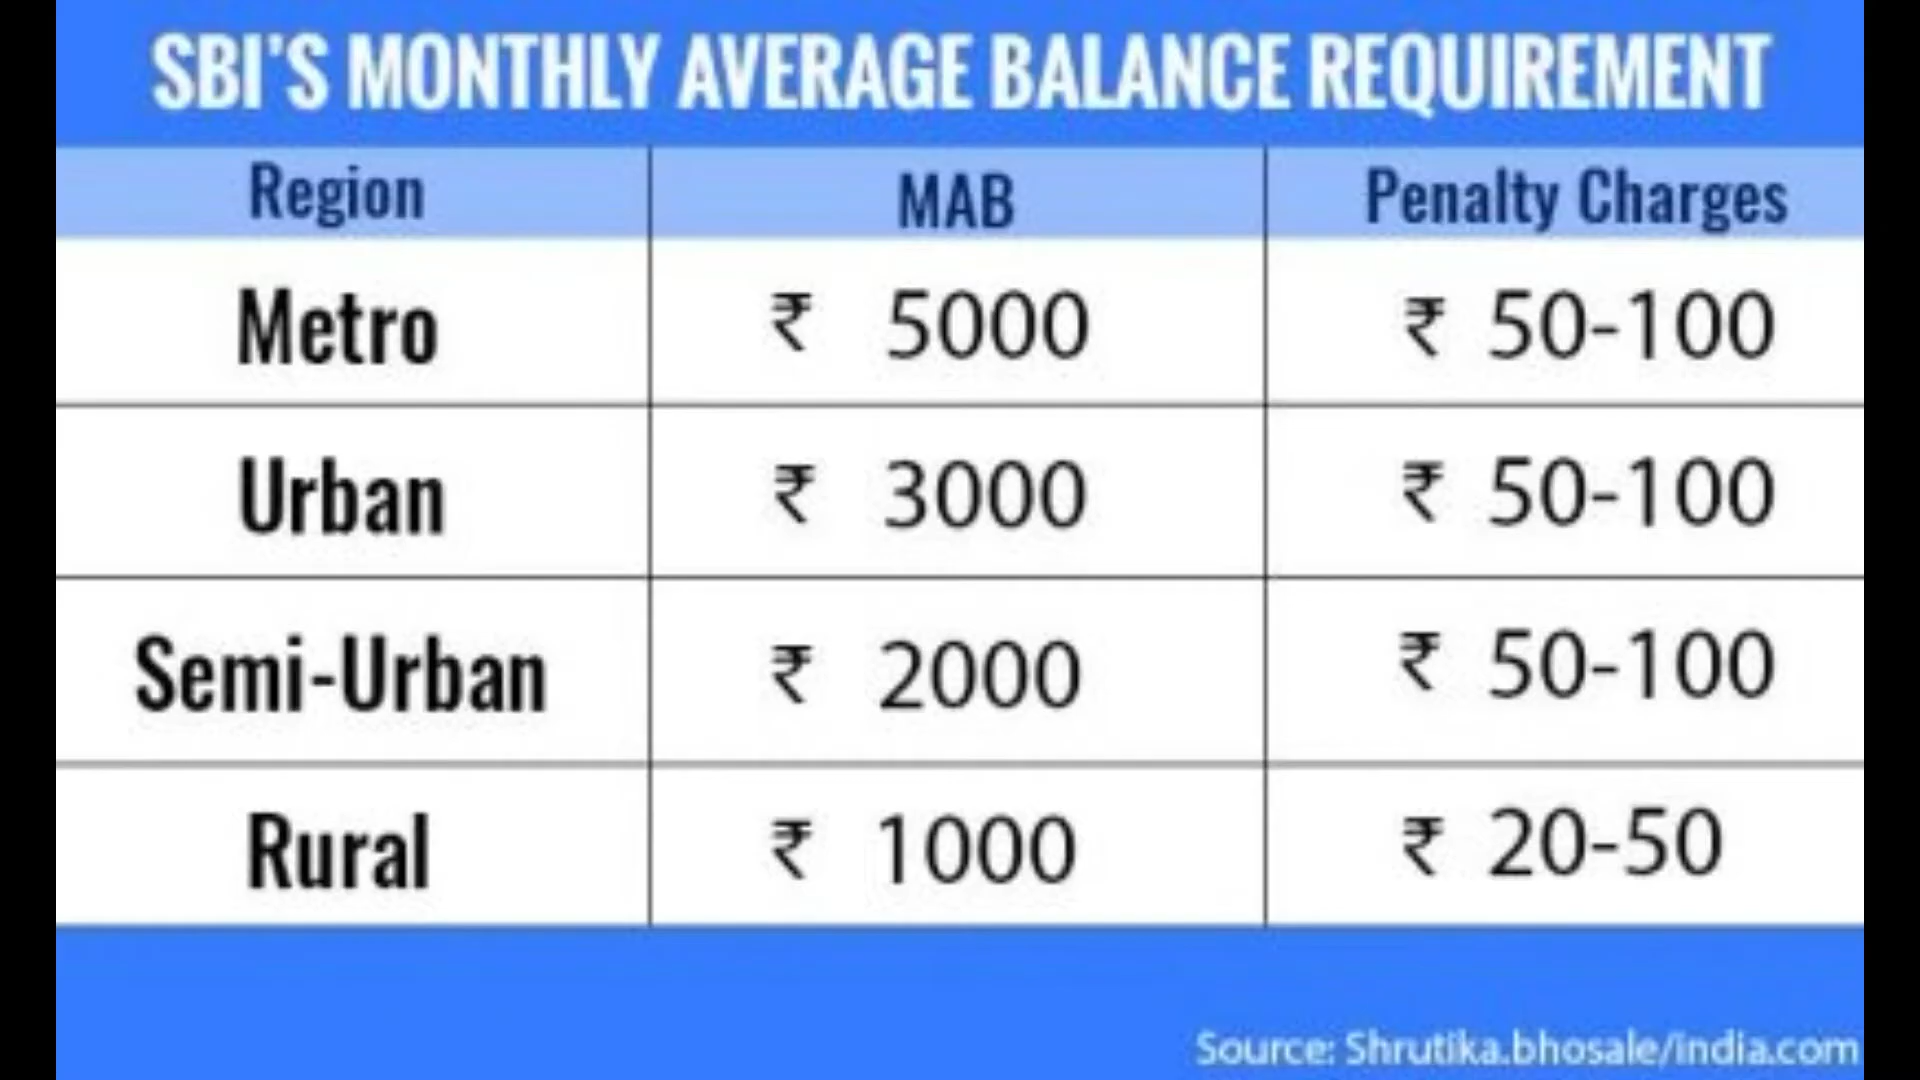 SBI'S MONTHLY AVERAGE BALANCE REQUIREMENT
Region MAB Penalty Charges
Metro ₹ 5000 ₹ 50-100
Urban ₹ 3000 ₹ 50-100
Semi-Urban ₹ 2000 ₹ 50-100
Rural ₹ 1000 ₹ 20-50
Source: Shrutika.bhosale/india.com